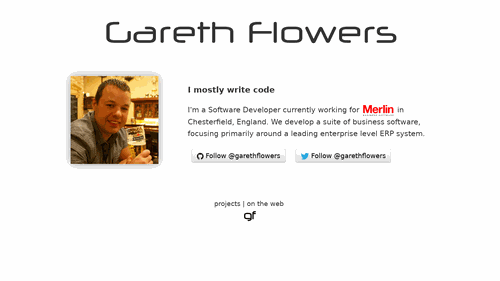 Gareth Flowers
I mostly write code
I'm a Software Developer currently working for Merlin in
Chesterfield, England. We develop a suite of business software,
focusing primarily around a leading enterprise level ERP system.
Follow @garethflowers Follow @garethflowers
projects | on the web
gf